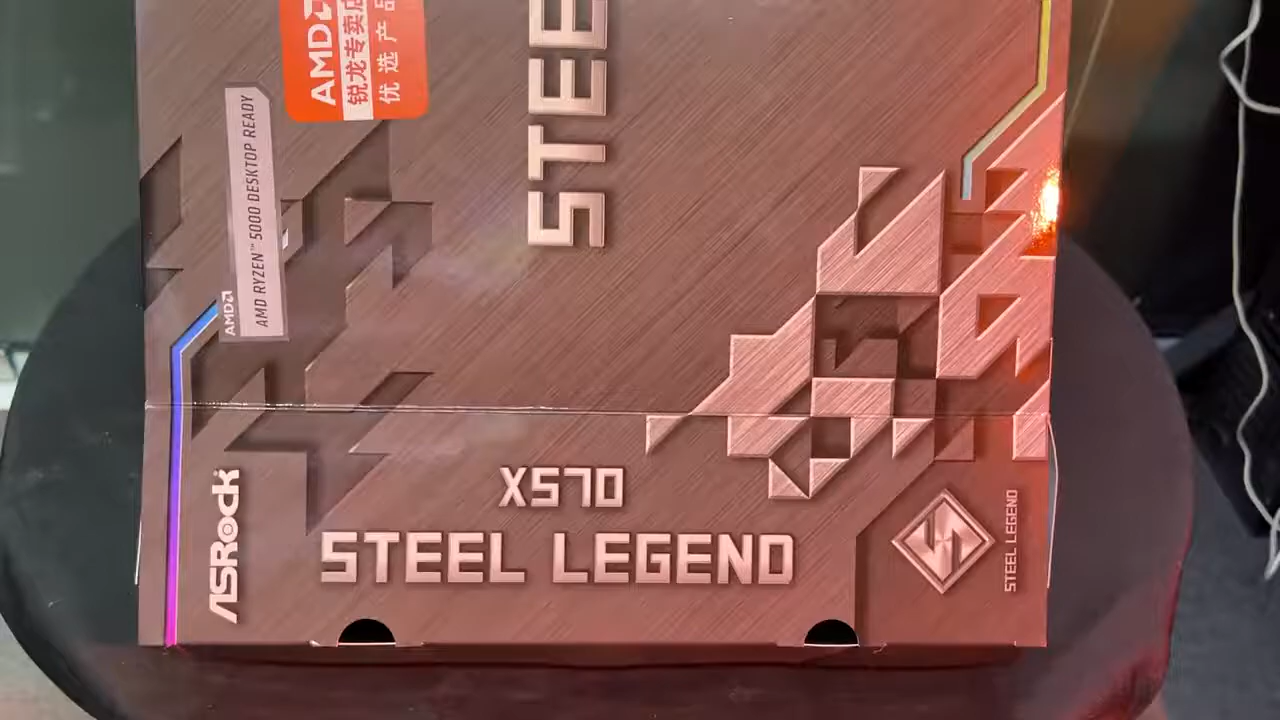 AMD
锐龙专卖店
优选产品
AMD
AMD RYZEN™ 5000 DESKTOP READY
STEE
ASRock
X570
STEEL LEGEND
STEEL LEGEND